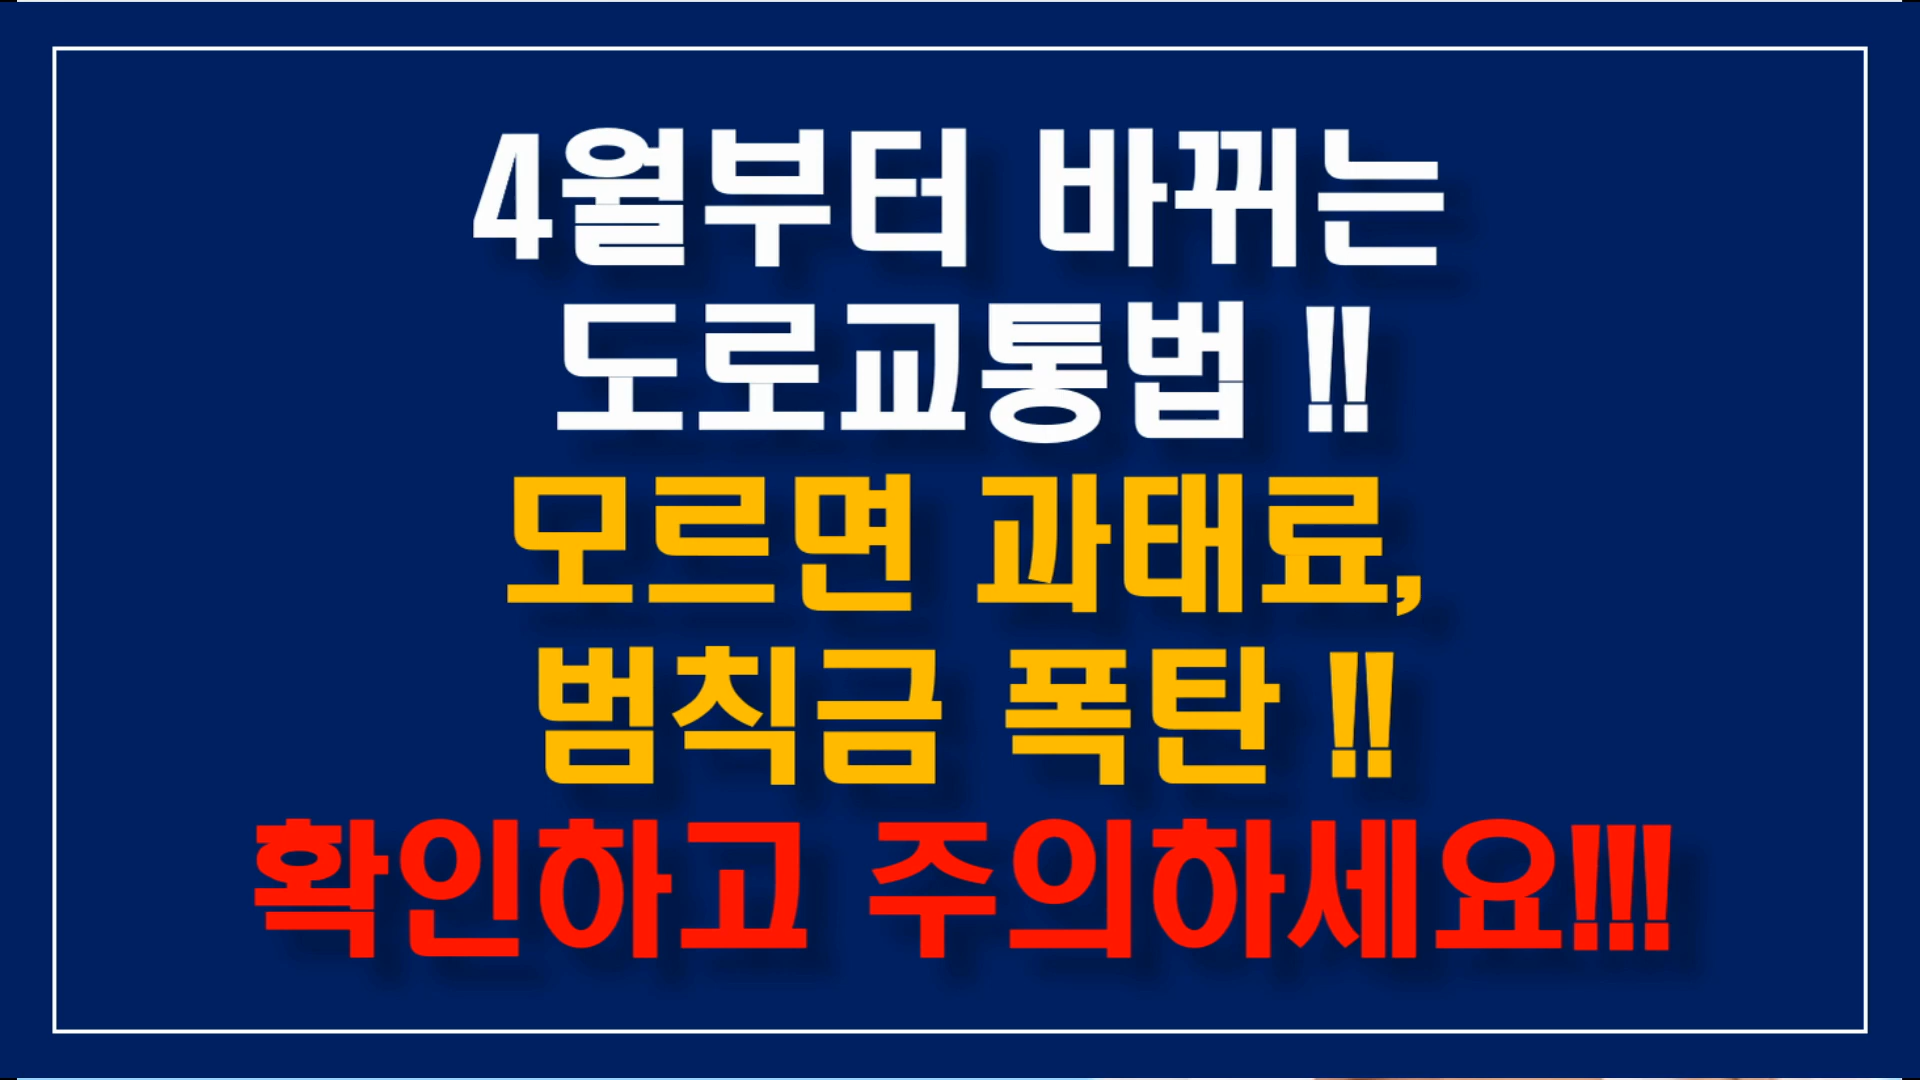 4월부터 바뀌는
도로교통법 !!
모르면 과태료,
범칙금 폭탄 !!
확인하고 주의하세요!!!